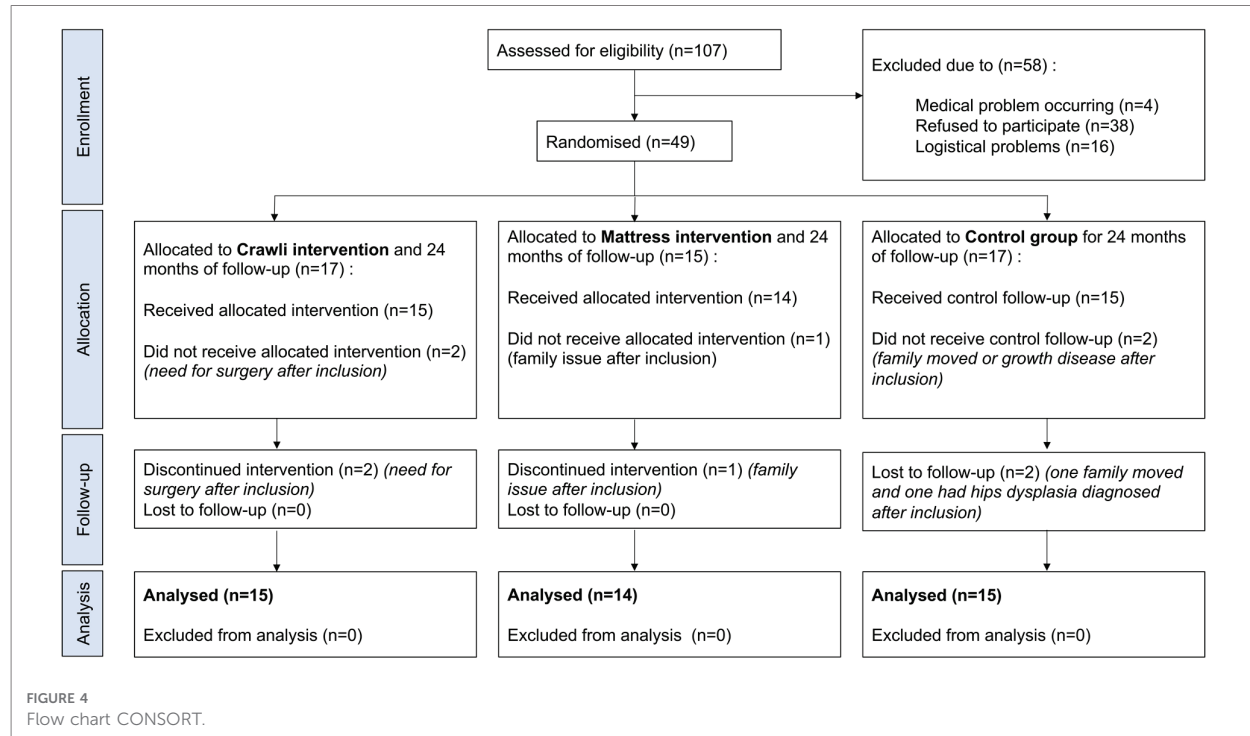 Enrollment
Assessed for eligibility (n=107)
Excluded due to (n=58) :
Medical problem occurring (n=4)
Refused to participate (n=38)
Logistical problems (n=16)
Randomised (n=49)
Allocation
Allocated to Crawli intervention and 24
months of follow-up (n=17) :
Received allocated intervention (n=15)
Did not receive allocated intervention (n=2)
(need for surgery after inclusion)
Allocated to Mattress intervention and 24
months of follow-up (n=15) :
Received allocated intervention (n=14)
Did not receive allocated intervention (n=1)
(family issue after inclusion)
Allocated to Control group for 24 months
of follow-up (n=17) :
Received control follow-up (n=15)
Did not receive control follow-up (n=2)
(family moved or growth disease after
inclusion)
Follow-up
Discontinued intervention (n=2) (need for
surgery after inclusion)
Lost to follow-up (n=0)
Discontinued intervention (n=1) (family
issue after inclusion)
Lost to follow-up (n=0)
Lost to follow-up (n=2) (one family moved
and one had hips dysplasia diagnosed
after inclusion)
Analysis
Analysed (n=15)
Excluded from analysis (n=0)
Analysed (n=14)
Excluded from analysis (n=0)
Analysed (n=15)
Excluded from analysis (n=0)
FIGURE 4
Flow chart CONSORT.